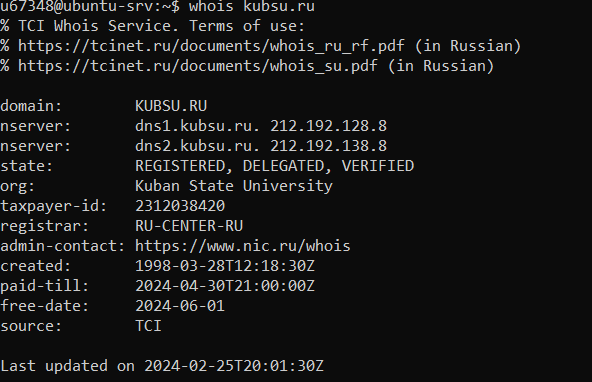 u67348@ubuntu-srv:~$ whois kubsu.ru
% TCI Whois Service. Terms of use:
% https://tcinet.ru/documents/whois_ru_rf.pdf (in Russian)
% https://tcinet.ru/documents/whois_su.pdf (in Russian)

domain:        KUBSU.RU
nserver:       dns1.kubsu.ru. 212.192.128.8
nserver:       dns2.kubsu.ru. 212.192.138.8
state:         REGISTERED, DELEGATED, VERIFIED
org:           Kuban State University
taxpayer-id:   2312038420
registrar:     RU-CENTER-RU
admin-contact: https://www.nic.ru/whois
created:       1998-03-28T12:18:30Z
paid-till:     2024-04-30T21:00:00Z
free-date:     2024-06-01
source:        TCI

Last updated on 2024-02-25T20:01:30Z